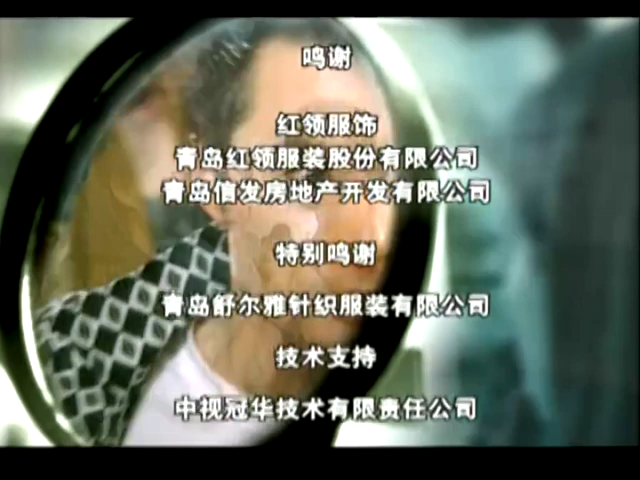 鸣谢
红领服饰
青岛红领服装股份有限公司
青岛信发房地产开发有限公司
特别鸣谢
青岛舒尔雅针织服装有限公司
技术支持
中视冠华技术有限责任公司